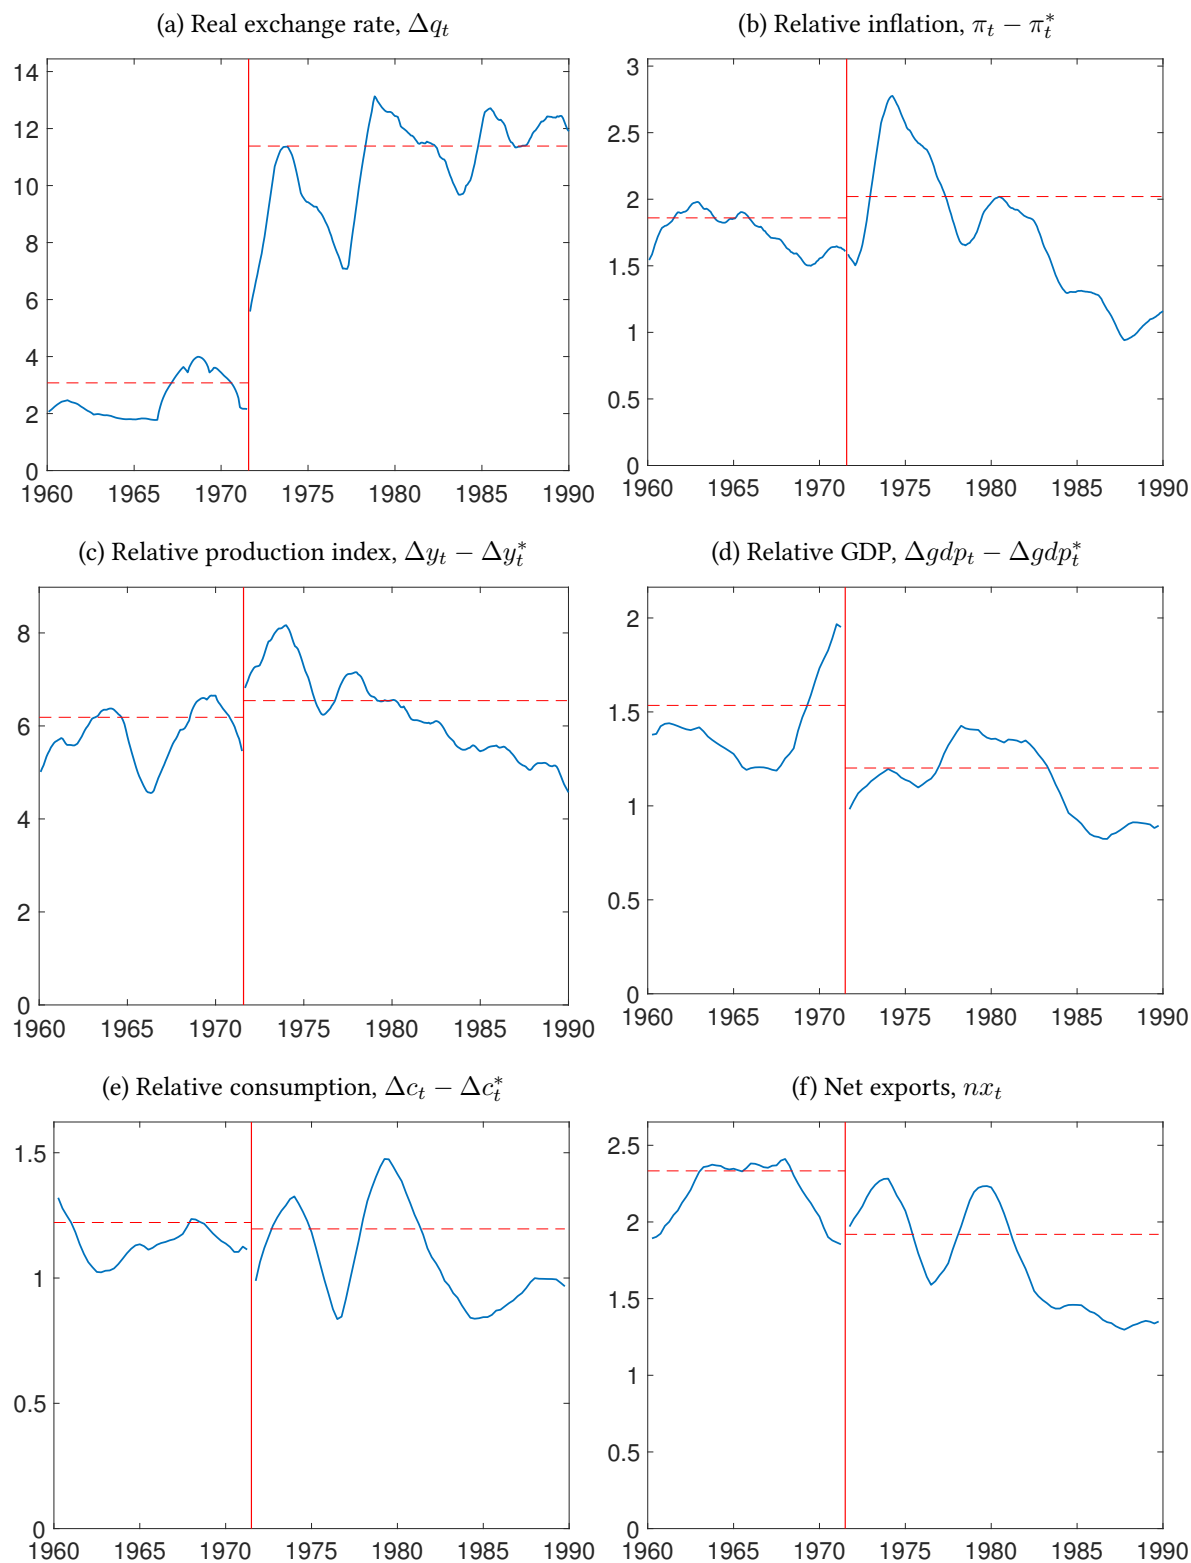 (a) Real exchange rate, Δq_t
14
12
10
8
6
4
2
0
1960 1965 1970 1975 1980 1985 1990
(b) Relative inflation, π_t − π_t^*
3
2.5
2
1.5
1
0.5
0
1960 1965 1970 1975 1980 1985 1990
(c) Relative production index, Δy_t − Δy_t^*
8
6
4
2
0
1960 1965 1970 1975 1980 1985 1990
(d) Relative GDP, Δgdp_t − Δgdp_t^*
2
1.5
1
0.5
0
1960 1965 1970 1975 1980 1985 1990
(e) Relative consumption, Δc_t − Δc_t^*
1.5
1
0.5
0
1960 1965 1970 1975 1980 1985 1990
(f) Net exports, nx_t
2.5
2
1.5
1
0.5
0
1960 1965 1970 1975 1980 1985 1990